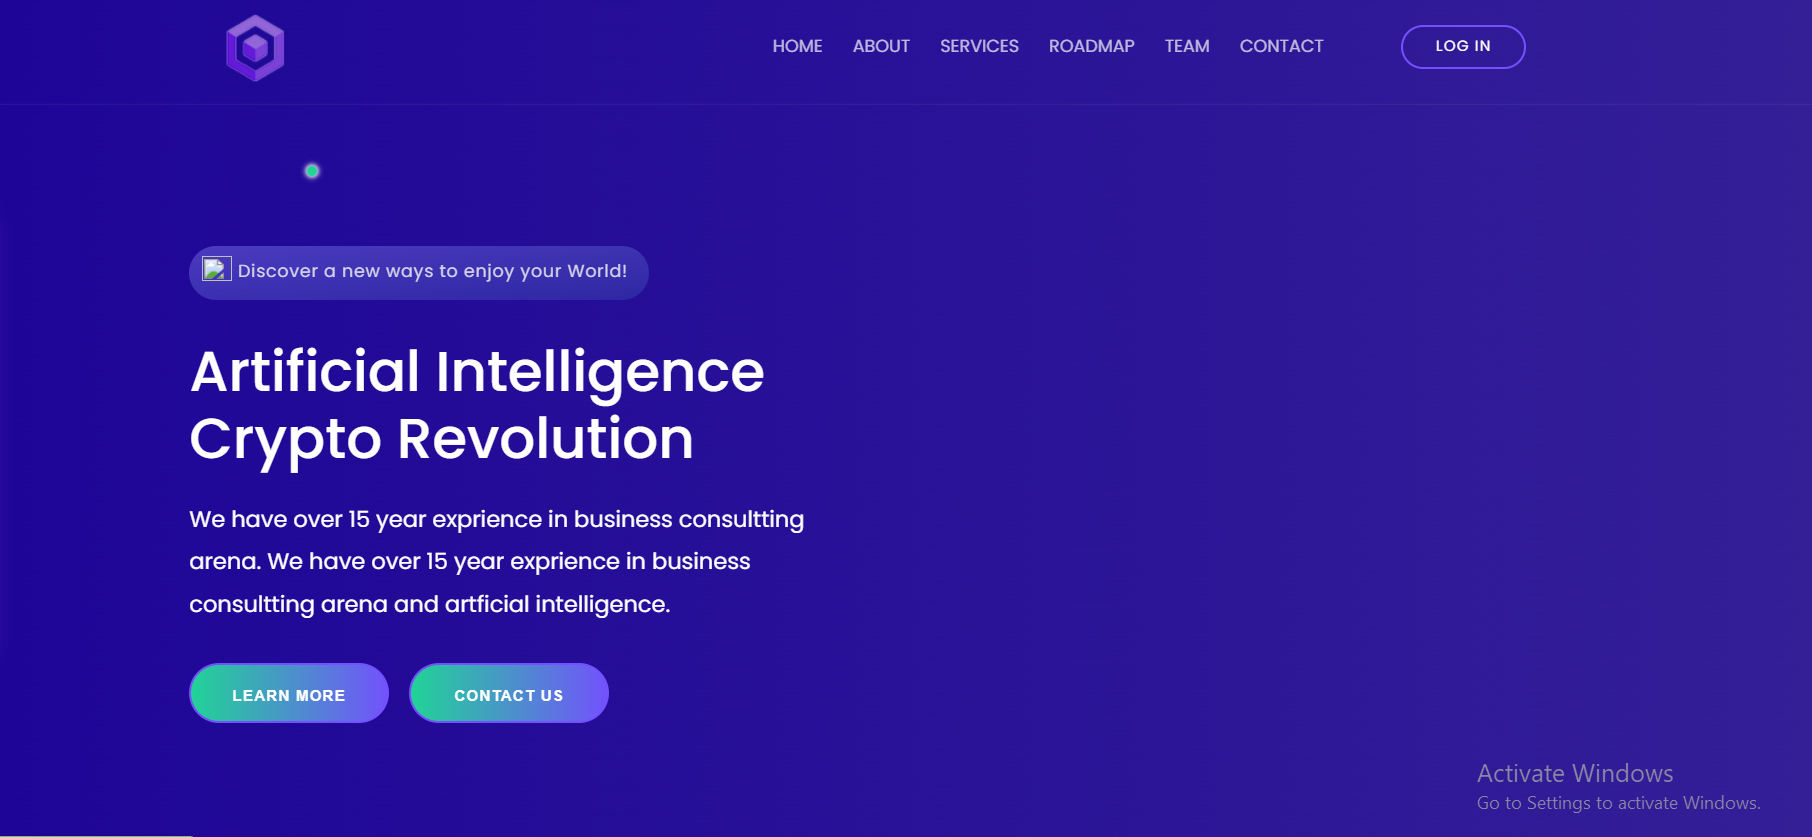 HOME ABOUT SERVICES ROADMAP TEAM CONTACT LOG IN
Discover a new ways to enjoy your World!
Artificial Intelligence
Crypto Revolution
We have over 15 year exprience in business consultting
arena. We have over 15 year exprience in business
consultting arena and artficial intelligence.
LEARN MORE CONTACT US
Activate Windows
Go to Settings to activate Windows.